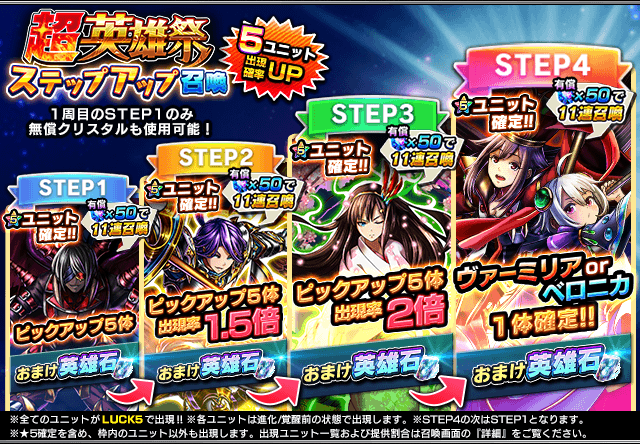 超英雄祭
ステップアップ召喚
5ユニット
出現確率UP
1周目のSTEP1のみ
無償クリスタルも使用可能！
STEP1
★5ユニット
確定!!
有償
×50で
11連召喚
ピックアップ5体
おまけ英雄石
STEP2
★5ユニット
確定!!
有償
×50で
11連召喚
ピックアップ5体
出現率1.5倍
おまけ英雄石
STEP3
★5ユニット
確定!!
有償
×50で
11連召喚
ピックアップ5体
出現率2倍
おまけ英雄石
STEP4
★5ユニット
確定!!
有償
×50で
11連召喚
ヴァーミリアor
ベロニカ
1体確定!!
おまけ英雄石
※全てのユニットがLUCK5で出現!!※各ユニットは進化/覚醒前の状態で出現します。※STEP4の次はSTEP1となります。
※★5確定を含め、枠内のユニット以外も出現します。出現ユニット一覧および提供割合は召喚画面の『詳細』をご覧ください。